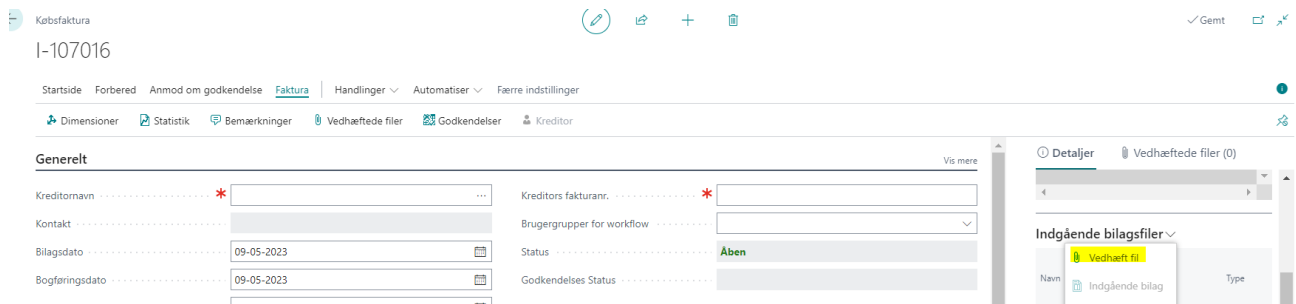 Købsfaktura
Gemt
I-107016
Startside Forbered Anmod om godkendelse Faktura Handlinger Automatiser Færre indstillinger
Dimensioner Statistik Bemærkninger Vedhæftede filer Godkendelser Kreditor
Generelt Vis mere
Detaljer Vedhæftede filer (0)
Kreditornavn * Kreditors fakturanr. *
Kontakt Brugergrupper for workflow
Bilagsdato 09-05-2023 Status Åben
Bogføringsdato 09-05-2023 Godkendelses Status
Indgående bilagsfiler
Vedhæft fil
Navn Type
Indgående bilag